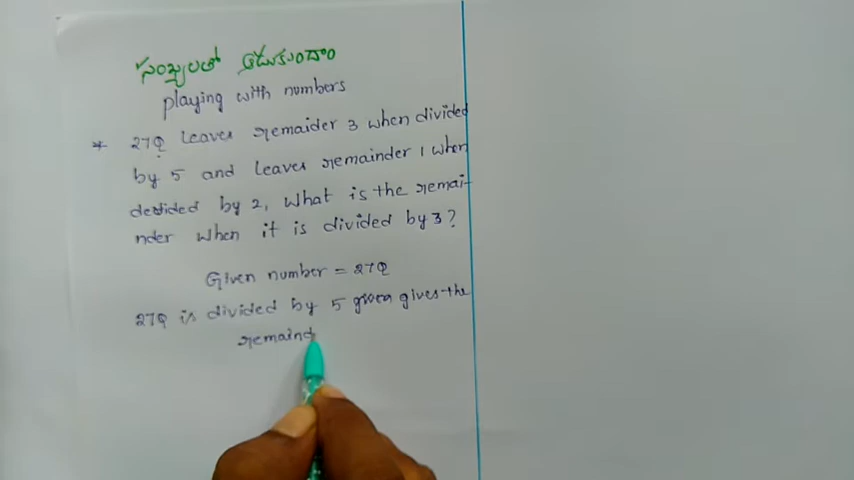 సంఖ్యలతో ఆడుకుందాం
playing with numbers
* 27Q leaves remaider 3 when divided
by 5 and leaves remainder 1 when
devided by 2, what is the remai-
nder when it is divided by 3?
Given number = 27Q
27Q is divided by 5 gives the
remaind